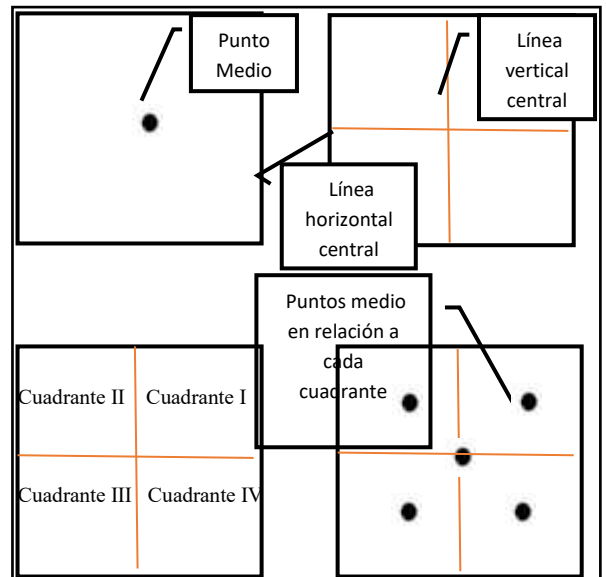 Punto
Medio
Línea
vertical
central
Línea
horizontal
central
Puntos medio
en relación a
cada
cuadrante
Cuadrante II
Cuadrante I
Cuadrante III
Cuadrante IV